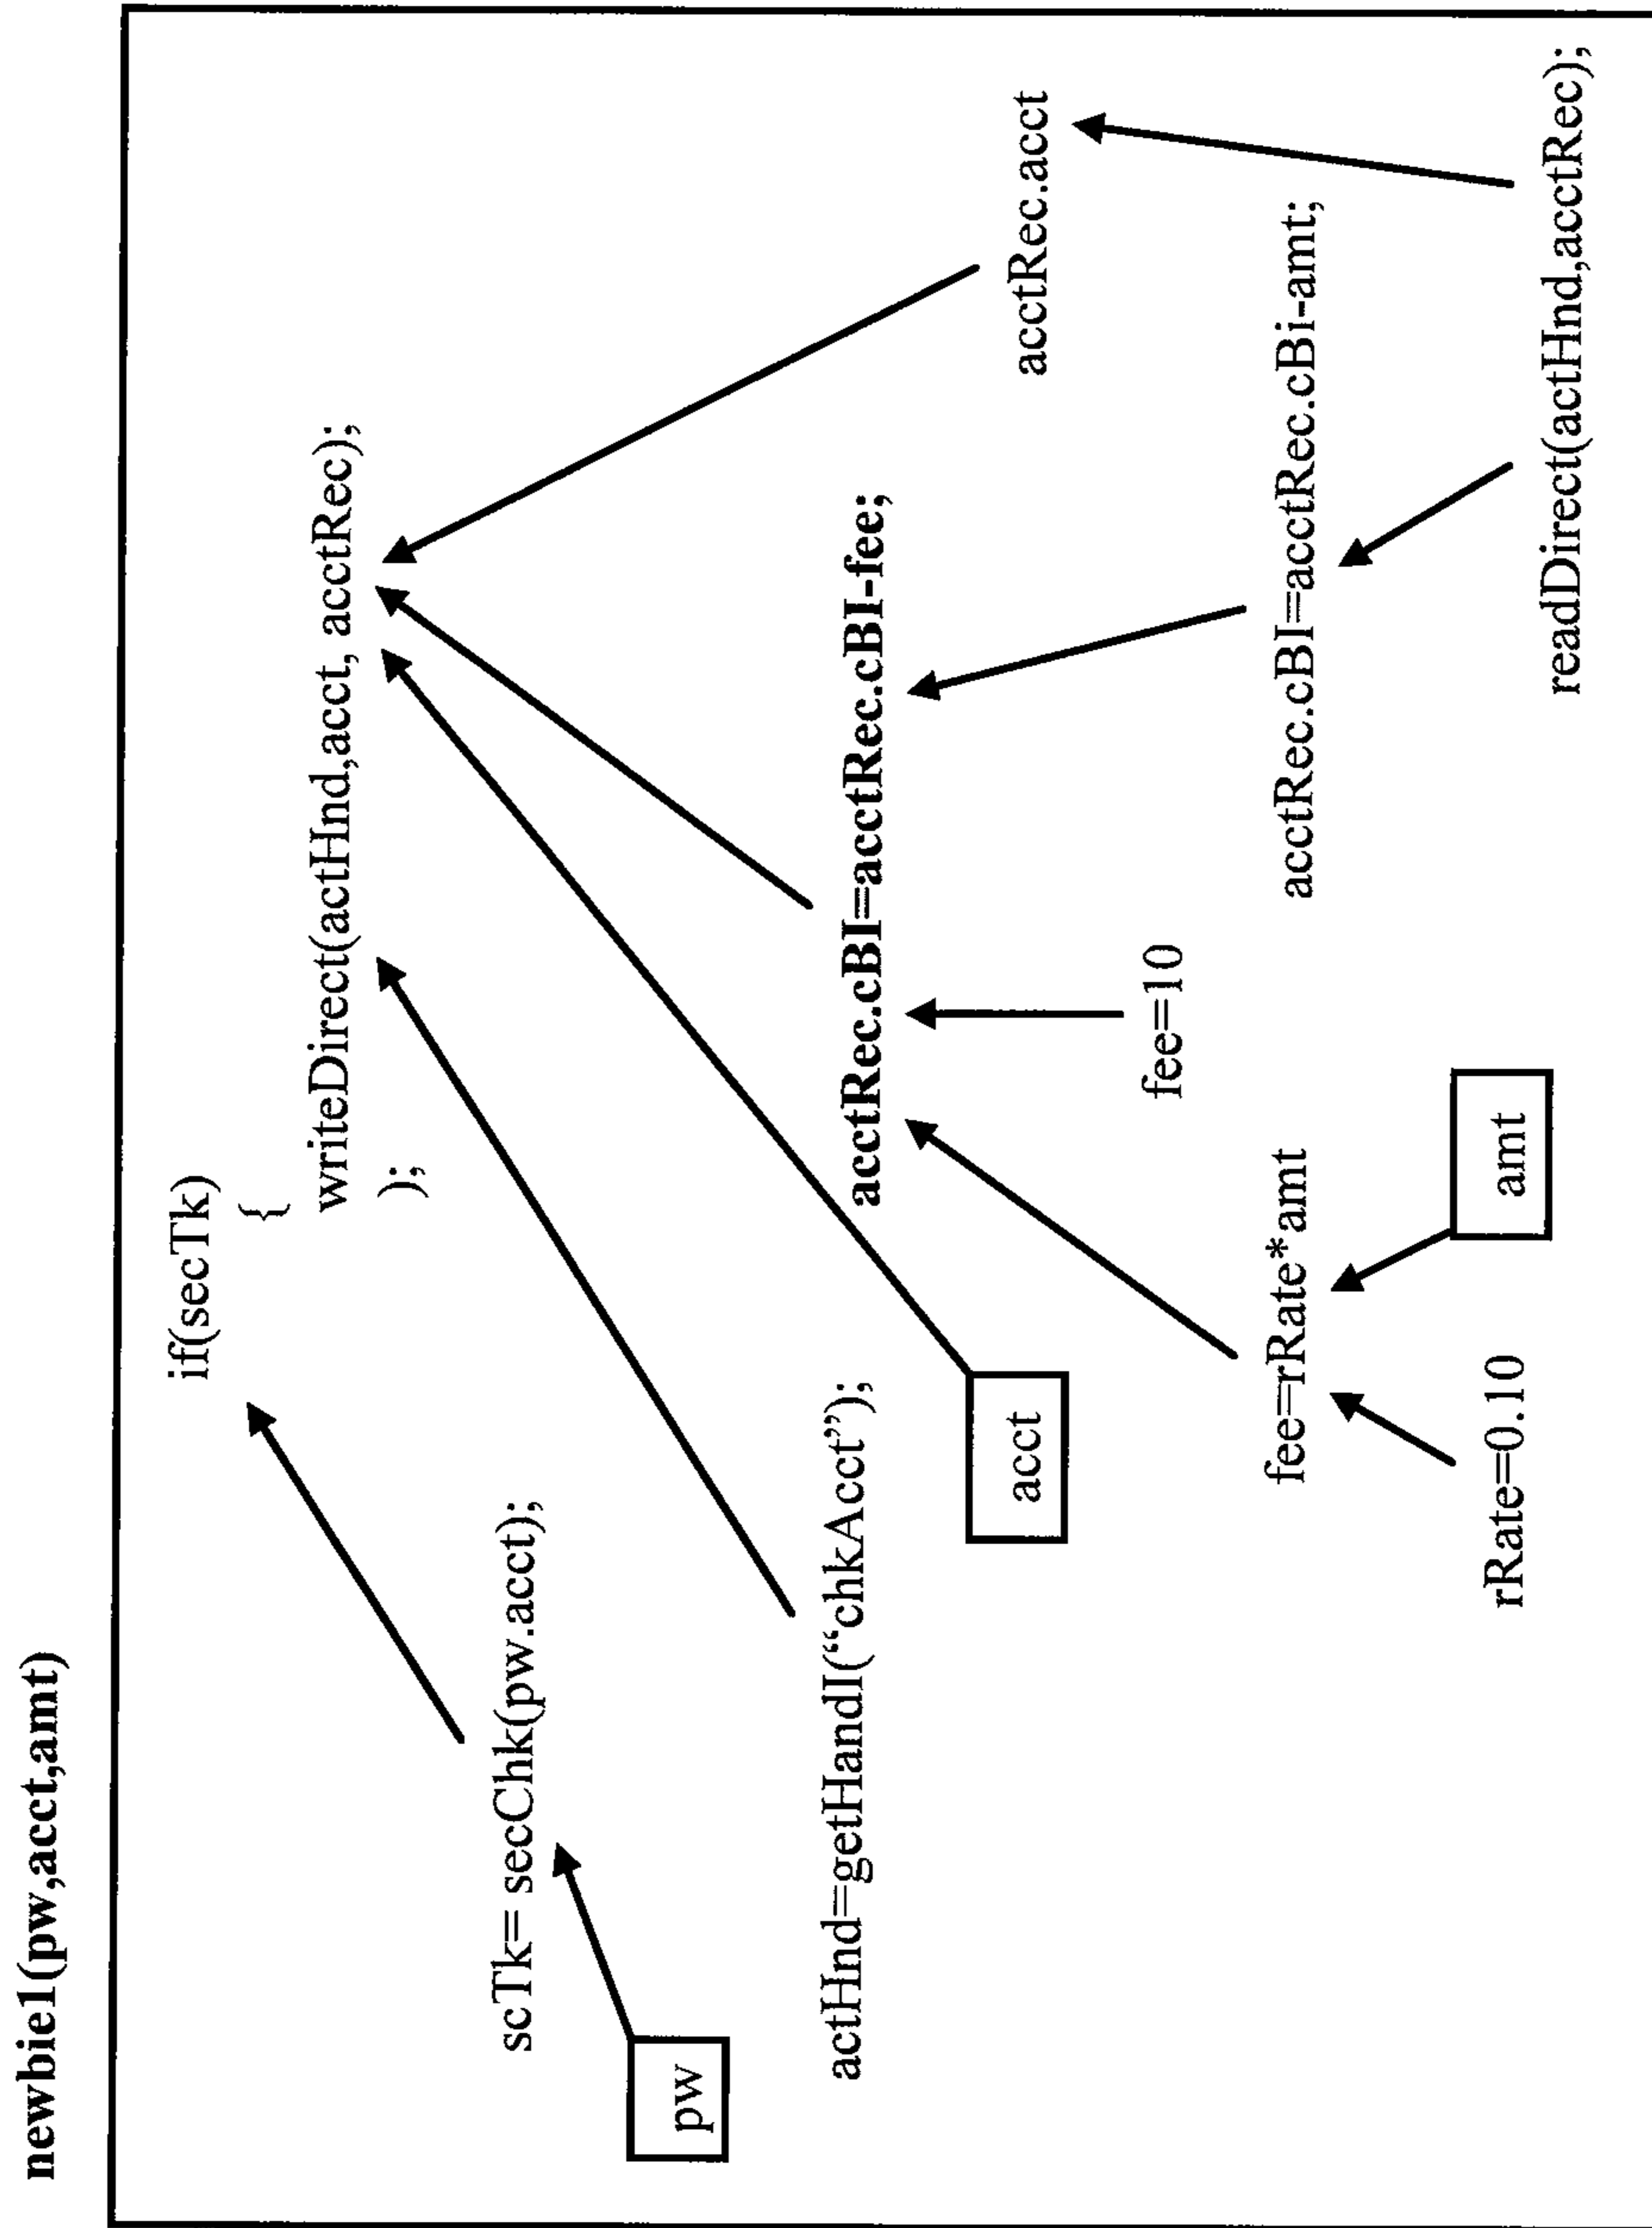 newbie1(pw,acct,amt)
if(secTk)
{
writeDirect(actHnd,acct, acctRec);
);
scTk= secChk(pw.acct);
pw
actHnd=getHandI(“chkAcct”);
acctRec.cBI=acctRec.cBI-fee;
acct
acctRec.acct
fee=10
fee=rRate*amt
acctRec.cBI=acctRec.cBi-amt;
rRate=0.10
amt
readDirect(actHnd,acctRec);